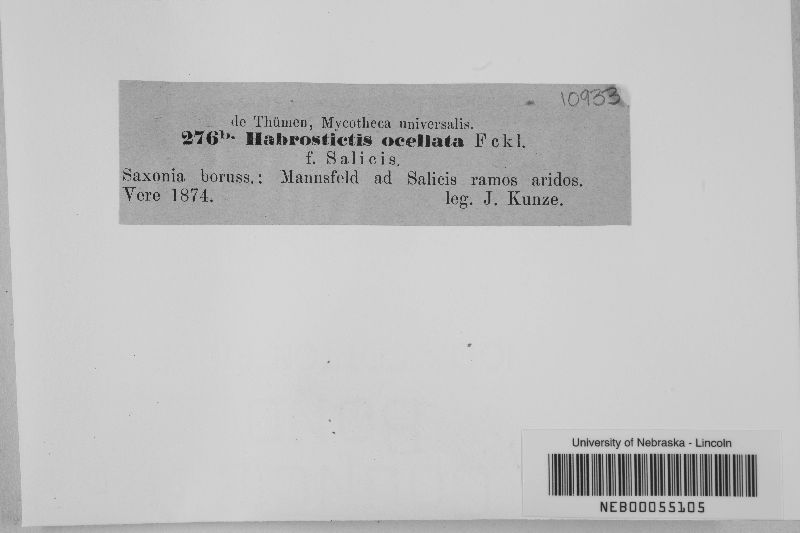 10933
de Thümen, Mycotheca universalis.
276b. Habrostictis ocellata Fckl.
f. Salicis.
Saxonia boruss.: Mannsfeld ad Salicis ramos aridos.
Vere 1874. leg. J. Kunze.
University of Nebraska - Lincoln
NEB00055105